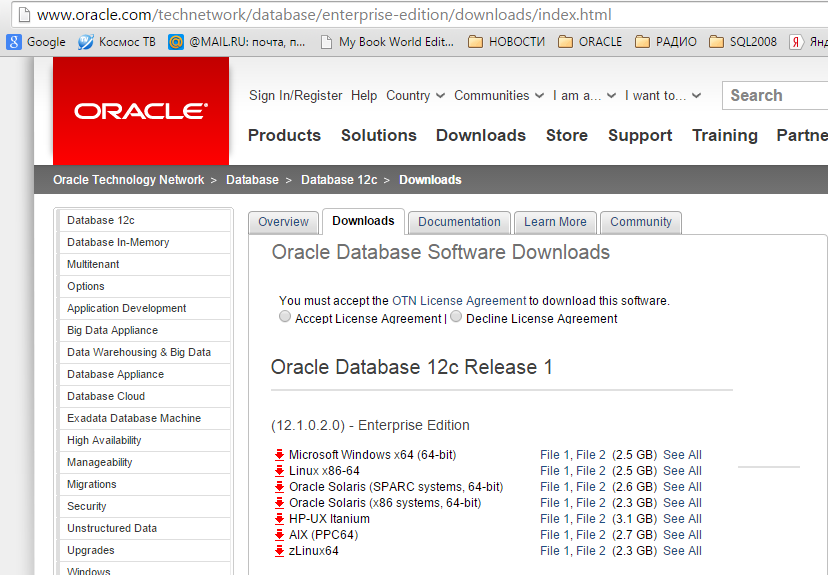 www.oracle.com/technetwork/database/enterprise-edition/downloads/index.html
Google Космос ТВ @MAIL.RU: почта, п... My Book World Edit... НОВОСТИ ORACLE РАДИО SQL2008 Янд
ORACLE®
Sign In/Register Help Country Communities I am a... I want to... Search
Products Solutions Downloads Store Support Training Partne
Oracle Technology Network > Database > Database 12c > Downloads
Database 12c
Database In-Memory
Multitenant
Options
Application Development
Big Data Appliance
Data Warehousing & Big Data
Database Appliance
Database Cloud
Exadata Database Machine
High Availability
Manageability
Migrations
Security
Unstructured Data
Upgrades
Windows
Overview Downloads Documentation Learn More Community
Oracle Database Software Downloads
You must accept the OTN License Agreement to download this software.
Accept License Agreement | Decline License Agreement
Oracle Database 12c Release 1
(12.1.0.2.0) - Enterprise Edition
Microsoft Windows x64 (64-bit) File 1, File 2 (2.5 GB) See All
Linux x86-64 File 1, File 2 (2.5 GB) See All
Oracle Solaris (SPARC systems, 64-bit) File 1, File 2 (2.6 GB) See All
Oracle Solaris (x86 systems, 64-bit) File 1, File 2 (2.3 GB) See All
HP-UX Itanium File 1, File 2 (3.1 GB) See All
AIX (PPC64) File 1, File 2 (2.7 GB) See All
zLinux64 File 1, File 2 (2.3 GB) See All